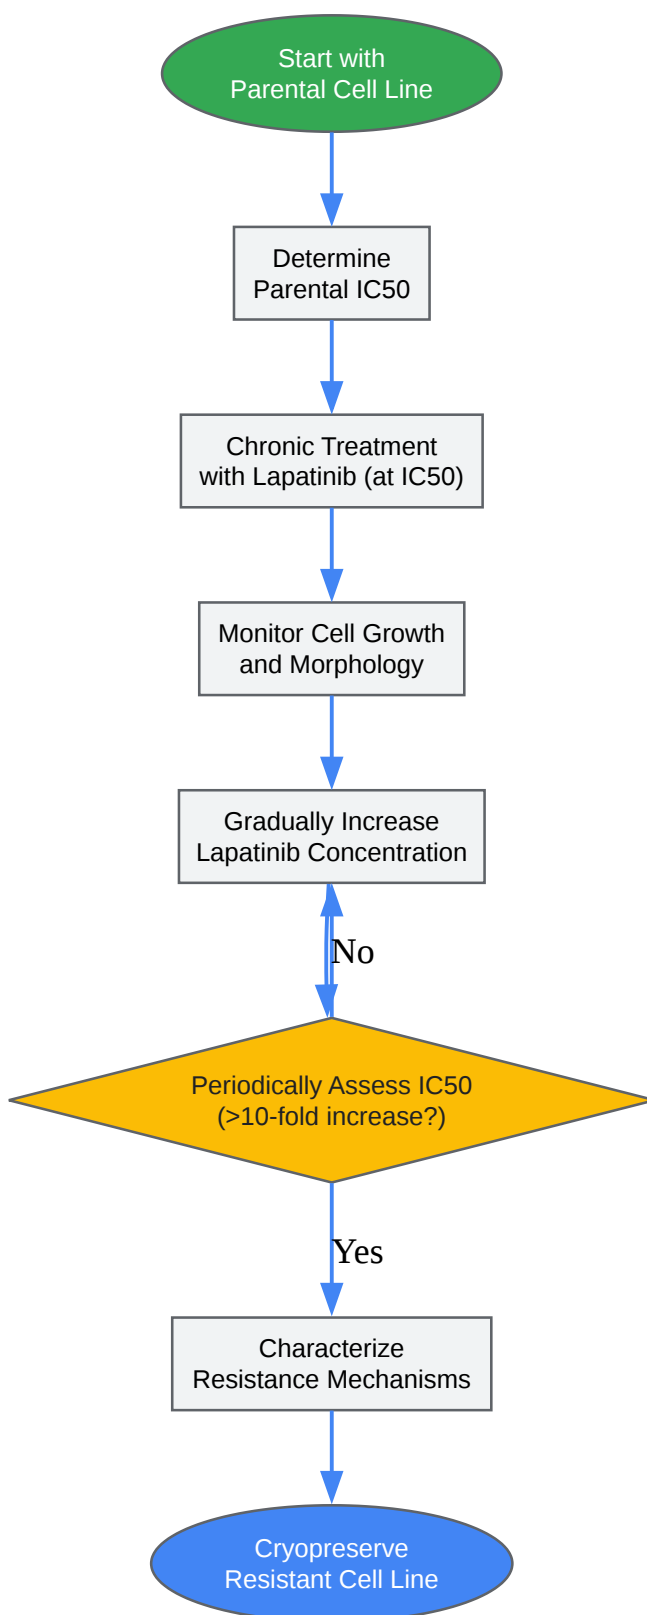 Start with
Parental Cell Line
Determine
Parental IC50
Chronic Treatment
with Lapatinib (at IC50)
Monitor Cell Growth
and Morphology
Gradually Increase
Lapatinib Concentration
No
Periodically Assess IC50
(>10-fold increase?)
Yes
Characterize
Resistance Mechanisms
Cryopreserve
Resistant Cell Line